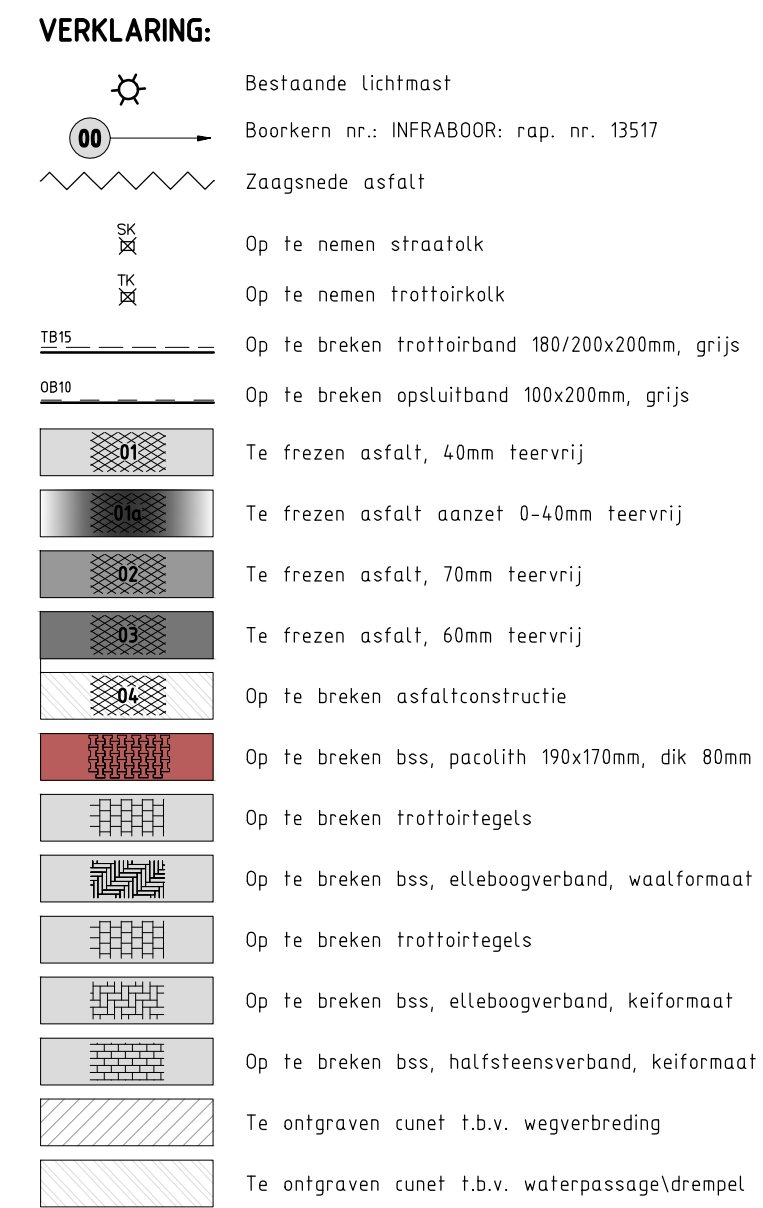 VERKLARING:
Bestaande lichtmast
00 Boorkern nr.: INFRABOOR: rap. nr. 13517
Zaagsnede asfalt
SK Op te nemen straatolk
TK Op te nemen trottoirkolk
TB15 Op te breken trottoirband 180/200x200mm, grijs
OB10 Op te breken opsluitband 100x200mm, grijs
01 Te frezen asfalt, 40mm teervrij
01a Te frezen asfalt aanzet 0-40mm teervrij
02 Te frezen asfalt, 70mm teervrij
03 Te frezen asfalt, 60mm teervrij
04 Op te breken asfaltconstructie
Op te breken bss, pacolith 190x170mm, dik 80mm
Op te breken trottoirtegels
Op te breken bss, elleboogverband, waalformaat
Op te breken trottoirtegels
Op te breken bss, elleboogverband, keiformaat
Op te breken bss, halfsteensverband, keiformaat
Te ontgraven cunet t.b.v. wegverbreding
Te ontgraven cunet t.b.v. waterpassage\drempel